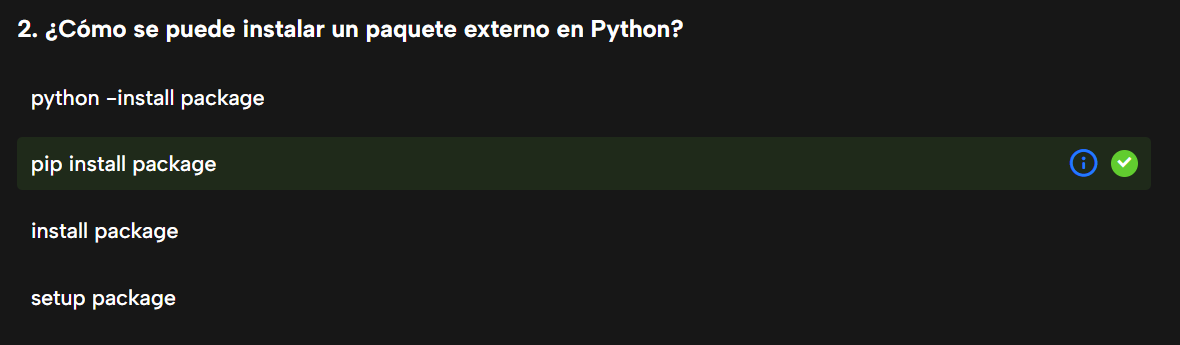 2. ¿Cómo se puede instalar un paquete externo en Python?
python -install package
pip install package
install package
setup package